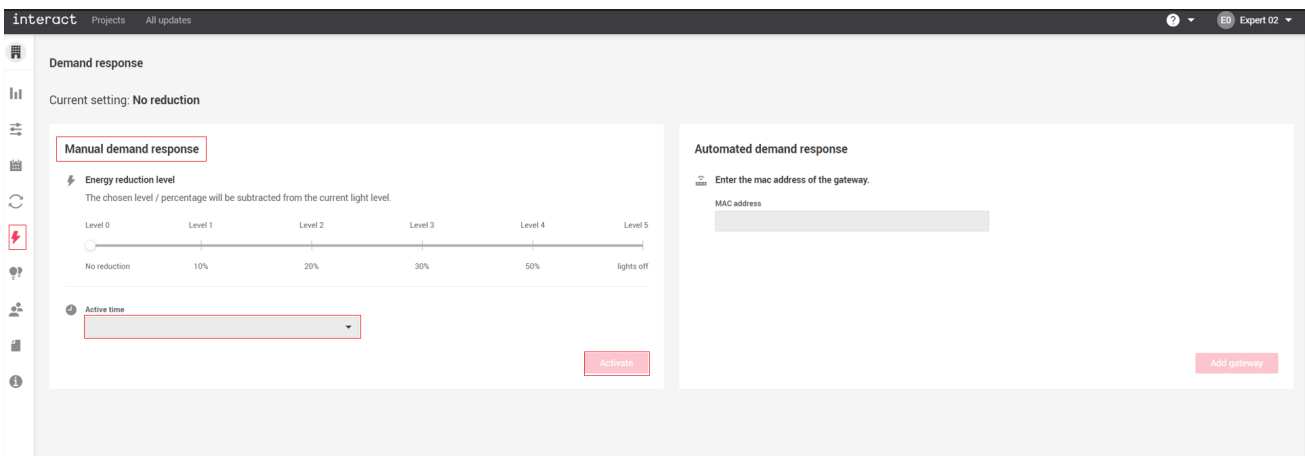 interact Projects All updates
? EO Expert 02
Demand response
Current setting: No reduction
Manual demand response
Energy reduction level
The chosen level / percentage will be subtracted from the current light level.
Level 0 Level 1 Level 2 Level 3 Level 4 Level 5
No reduction 10% 20% 30% 50% lights off
Active time
Activate
Automated demand response
Enter the mac address of the gateway.
MAC address
Add gateway